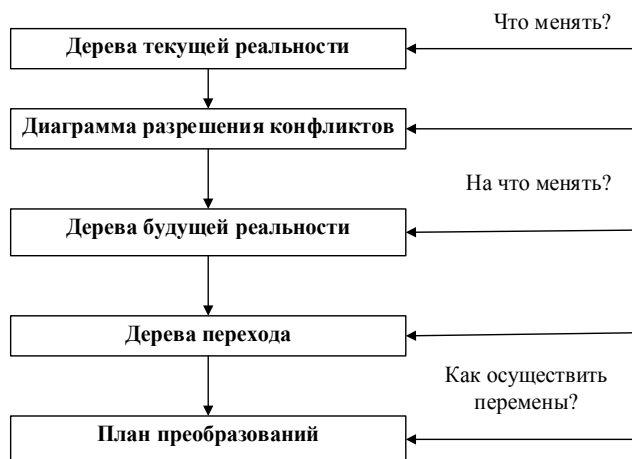 Что менять?
Дерева текущей реальности
Диаграмма разрешения конфликтов
На что менять?
Дерева будущей реальности
Дерева перехода
Как осуществить
перемены?
План преобразований